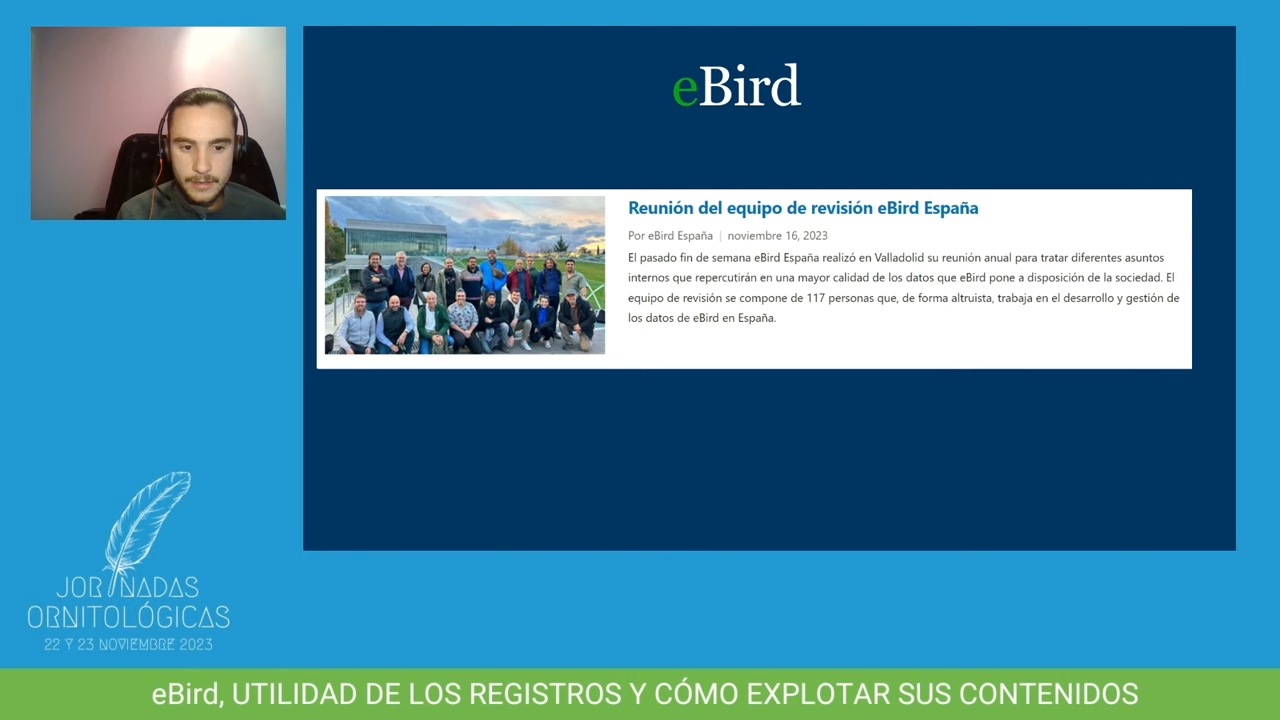 eBird
Reunión del equipo de revisión eBird España
Por eBird España | noviembre 16, 2023
El pasado fin de semana eBird España realizó en Valladolid su reunión anual para tratar diferentes asuntos
internos que repercutirán en una mayor calidad de los datos que eBird pone a disposición de la sociedad. El
equipo de revisión se compone de 117 personas que, de forma altruista, trabaja en el desarrollo y gestión de
los datos de eBird en España.
JORNADAS
ORNITOLÓGICAS
22 Y 23 NOVIEMBRE 2023
eBird, UTILIDAD DE LOS REGISTROS Y CÓMO EXPLOTAR SUS CONTENIDOS